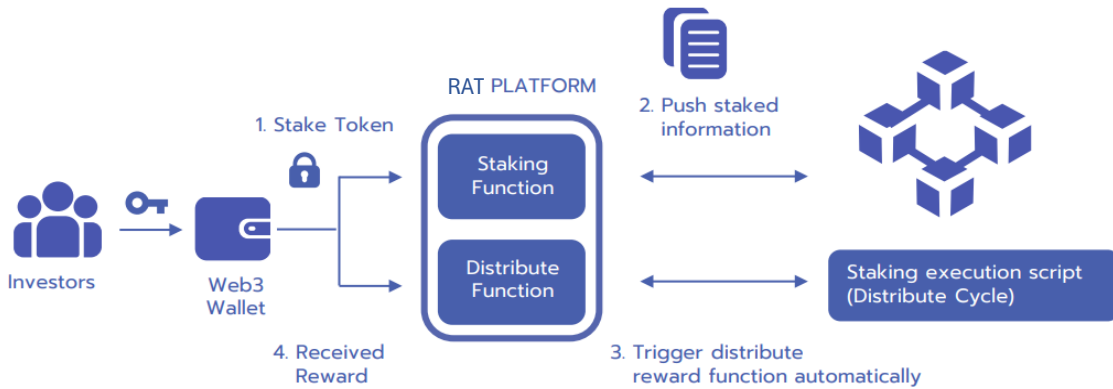 RAT PLATFORM
1. Stake Token
2. Push staked
information
Staking
Function
Investors
Web3
Wallet
Distribute
Function
Staking execution script
(Distribute Cycle)
4. Received
Reward
3. Trigger distribute
reward function automatically